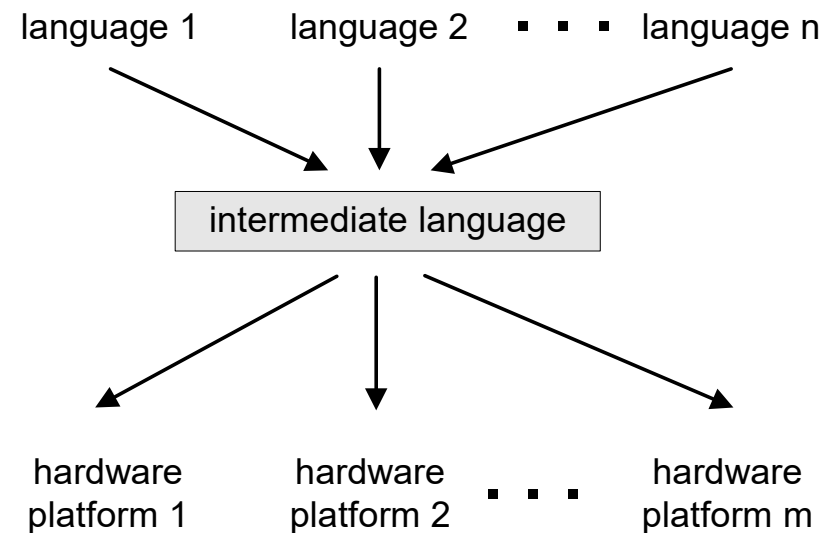 language 1 language 2 . . . language n
intermediate language
hardware hardware hardware
platform 1 platform 2 . . . platform m